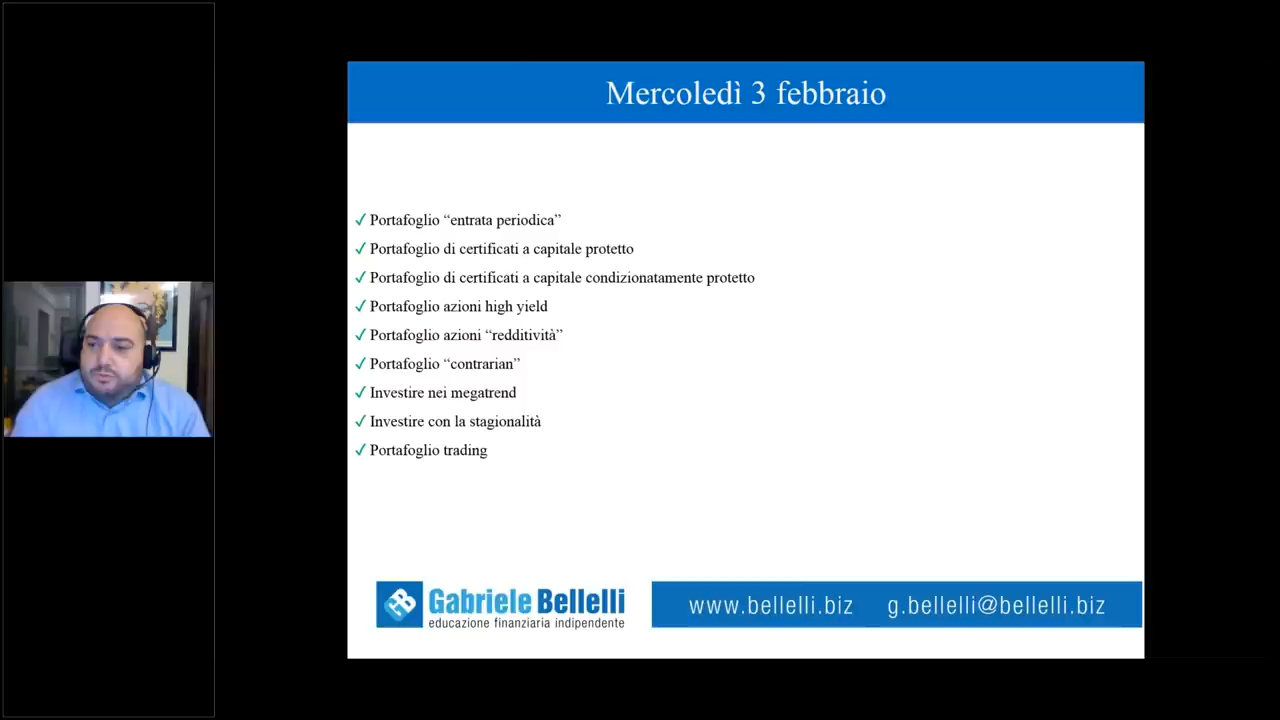 Mercoledì 3 febbraio
✓ Portafoglio “entrata periodica”
✓ Portafoglio di certificati a capitale protetto
✓ Portafoglio di certificati a capitale condizionatamente protetto
✓ Portafoglio azioni high yield
✓ Portafoglio azioni “redditività”
✓ Portafoglio “contrarian”
✓ Investire nei megatrend
✓ Investire con la stagionalità
✓ Portafoglio trading
GB Gabriele Bellelli
educazione finanziaria indipendente
www.bellelli.biz g.bellelli@bellelli.biz